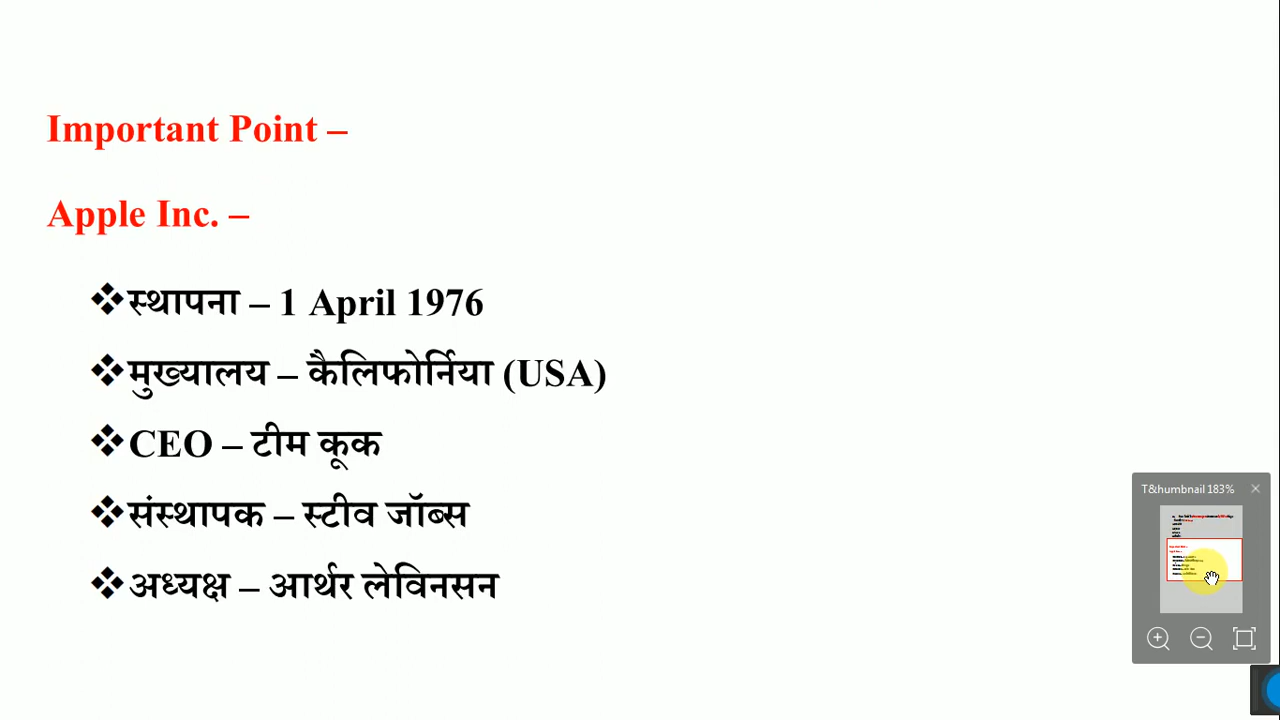 Important Point –
Apple Inc. –
❖स्थापना – 1 April 1976
❖मुख्यालय – कैलिफोर्निया (USA)
❖CEO – टीम कूक
❖संस्थापक – स्टीव जॉब्स
❖अध्यक्ष – आर्थर लेविनसन
T&humbnail 183%